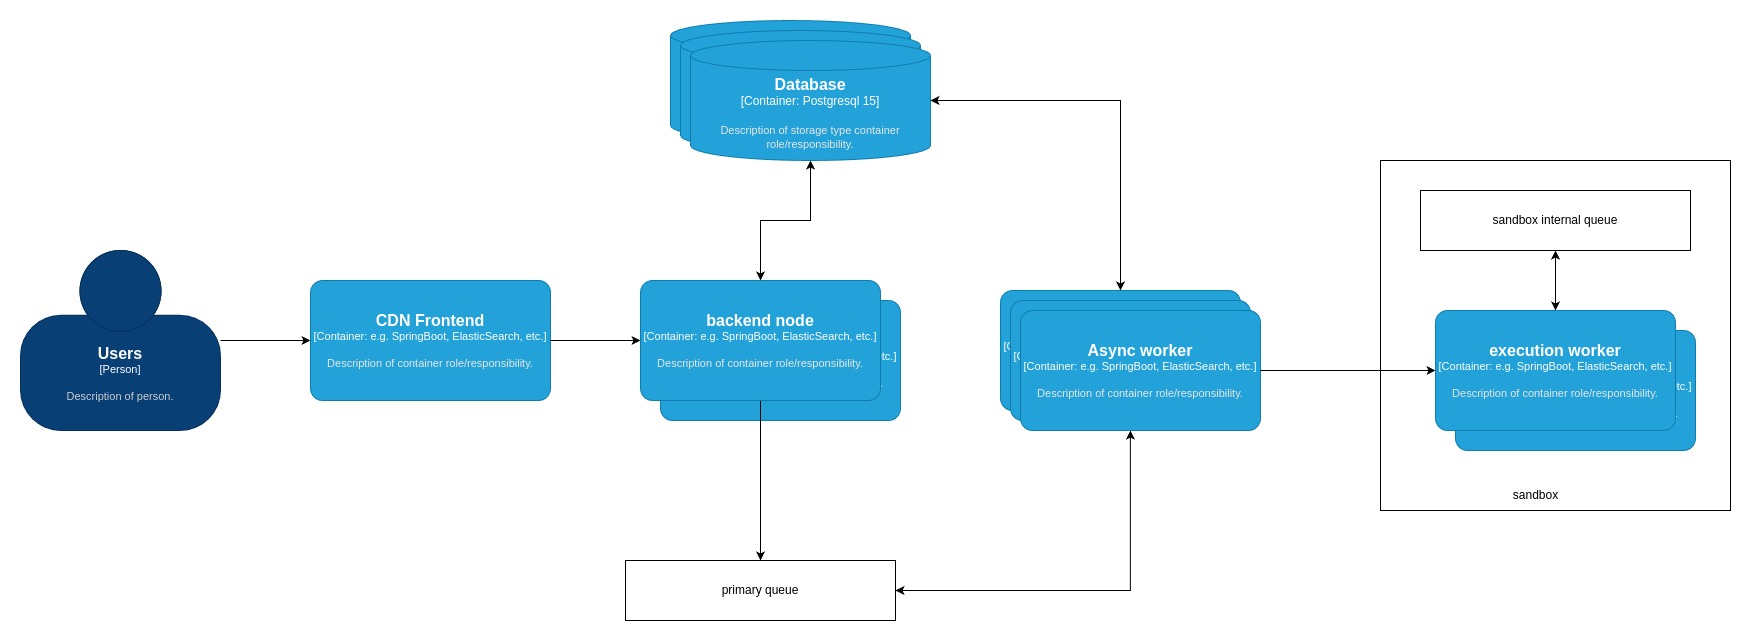 Database
[Container: Postgresql 15]
Description of storage type container
role/responsibility.
Users
[Person]
Description of person.
CDN Frontend
[Container: e.g. SpringBoot, ElasticSearch, etc.]
Description of container role/responsibility.
backend node
[Container: e.g. SpringBoot, ElasticSearch, etc.]
Description of container role/responsibility.
tc.]
Async worker
[Container: e.g. SpringBoot, ElasticSearch, etc.]
Description of container role/responsibility.
[C
[C
sandbox internal queue
execution worker
[Container: e.g. SpringBoot, ElasticSearch, etc.]
Description of container role/responsibility.
tc.]
sandbox
primary queue